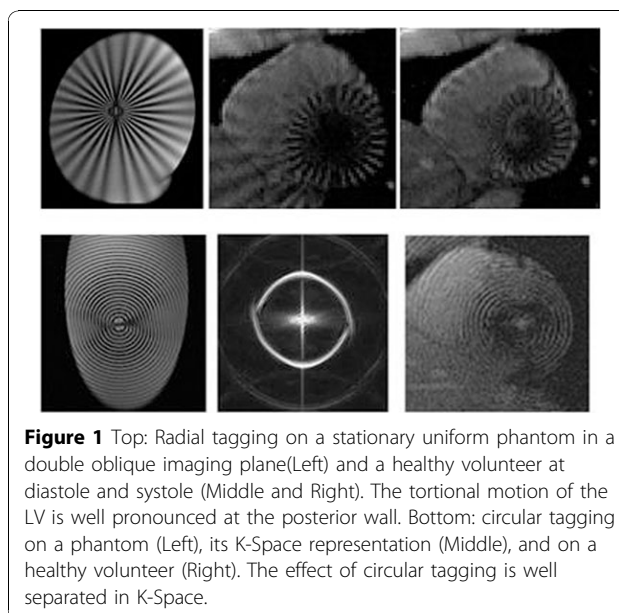 Figure 1 Top: Radial tagging on a stationary uniform phantom in a
double oblique imaging plane(Left) and a healthy volunteer at
diastole and systole (Middle and Right). The tortional motion of the
LV is well pronounced at the posterior wall. Bottom: circular tagging
on a phantom (Left), its K-Space representation (Middle), and on a
healthy volunteer (Right). The effect of circular tagging is well
separated in K-Space.